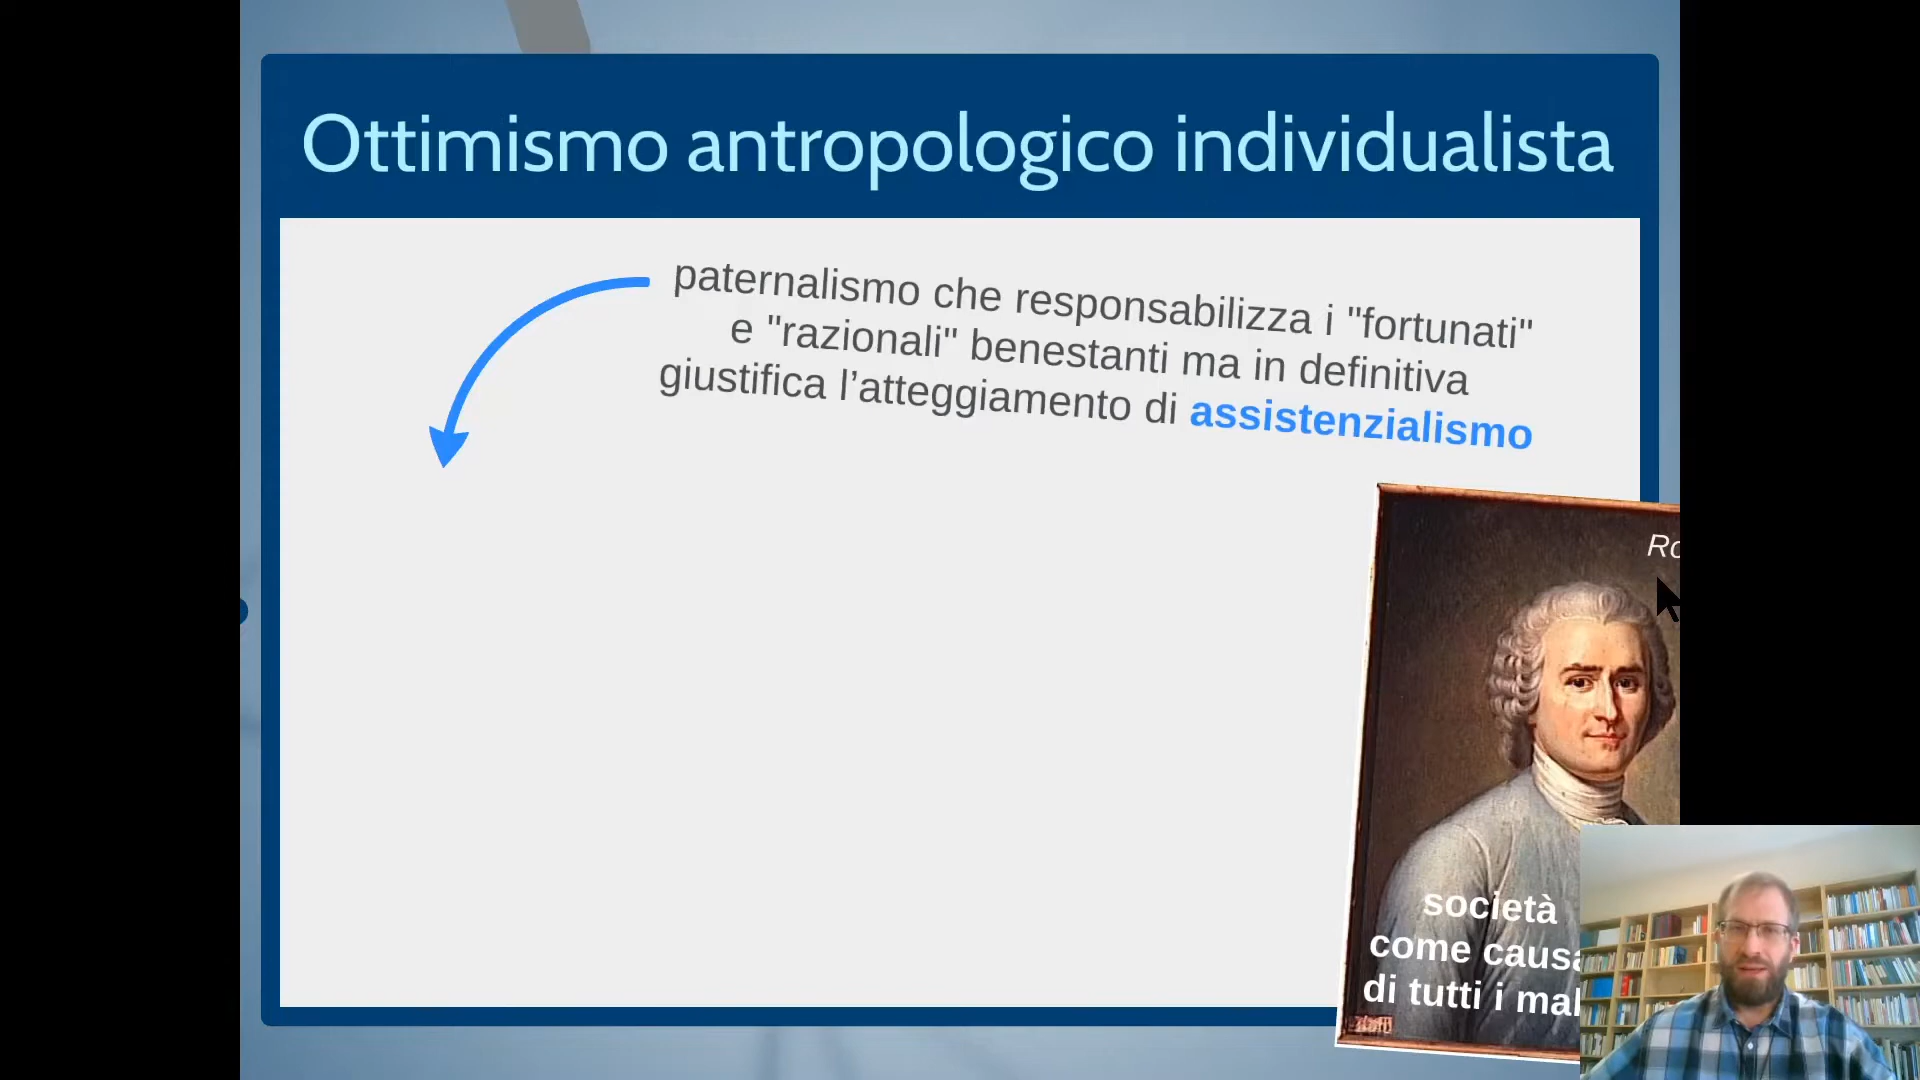 Ottimismo antropologico individualista
paternalismo che responsabilizza i "fortunati"
e "razionali" benestanti ma in definitiva
giustifica l’atteggiamento di assistenzialismo
Ro
società
come causa
di tutti i mal